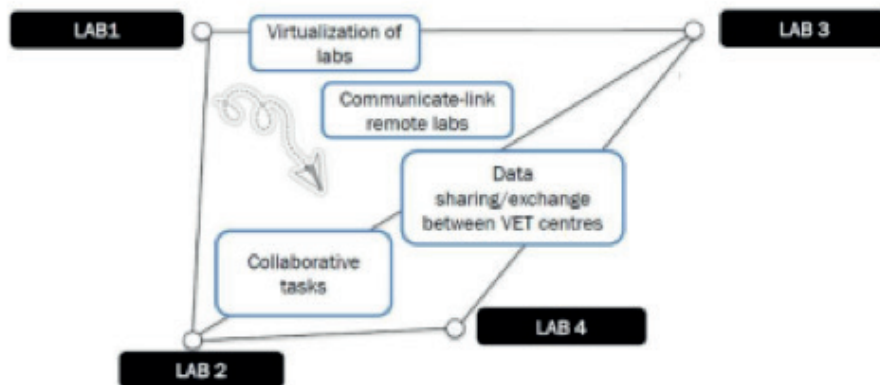 LAB1
Virtualization of
labs
LAB 3
Communicate-link
remote labs
Data
sharing/exchange
between VET centres
Collaborative
tasks
LAB 4
LAB 2